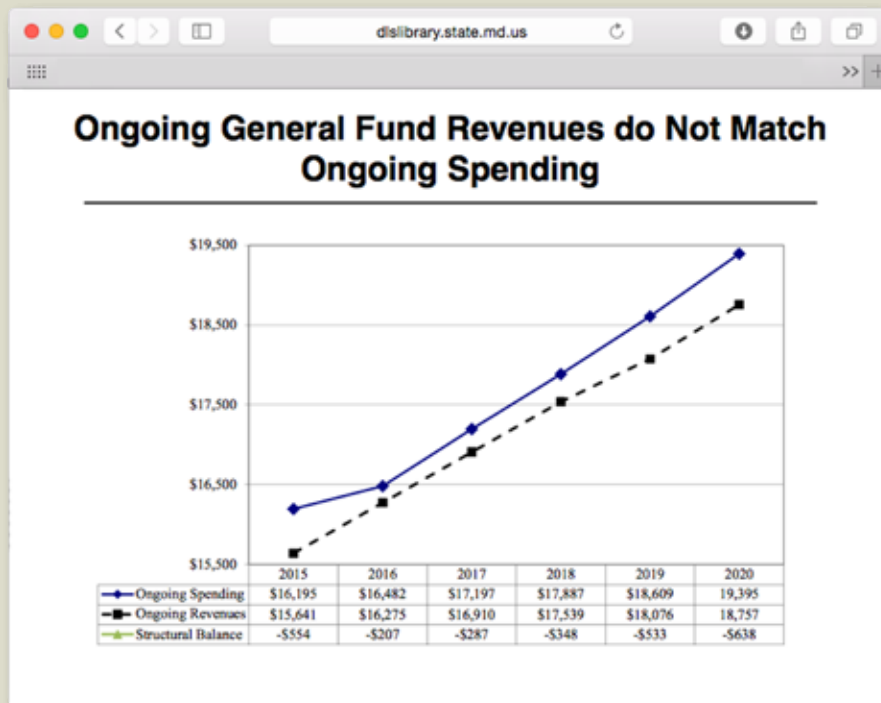 dlslibrary.state.md.us
Ongoing General Fund Revenues do Not Match
Ongoing Spending
$19,500
$18,500
$17,500
$16,500
$15,500
2015 2016 2017 2018 2019 2020
Ongoing Spending $16,195 $16,482 $17,197 $17,887 $18,609 19,395
Ongoing Revenues $15,641 $16,275 $16,910 $17,539 $18,076 18,757
Structural Balance -$554 -$207 -$287 -$348 -$533 -$638